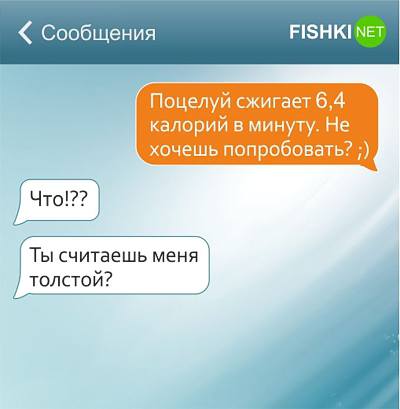 Сообщения
FISHKI NET
Поцелуй сжигает 6,4
калорий в минуту. Не
хочешь попробовать? ;)
Что!??
Ты считаешь меня
толстой?